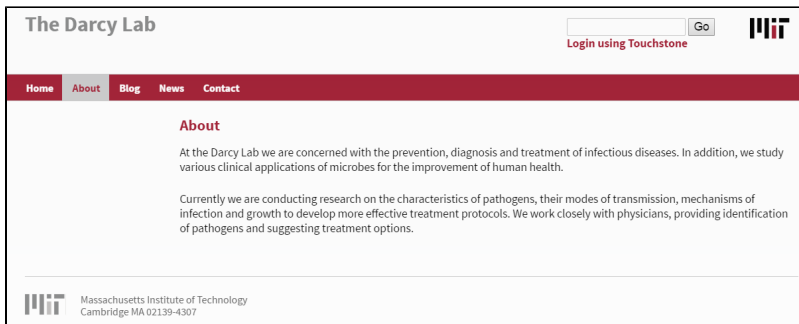 The Darcy Lab
Go
Login using Touchstone
MIT
Home About Blog News Contact
About
At the Darcy Lab we are concerned with the prevention, diagnosis and treatment of infectious diseases. In addition, we study
various clinical applications of microbes for the improvement of human health.
Currently we are conducting research on the characteristics of pathogens, their modes of transmission, mechanisms of
infection and growth to develop more effective treatment protocols. We work closely with physicians, providing identification
of pathogens and suggesting treatment options.
MIT
Massachusetts Institute of Technology
Cambridge MA 02139-4307